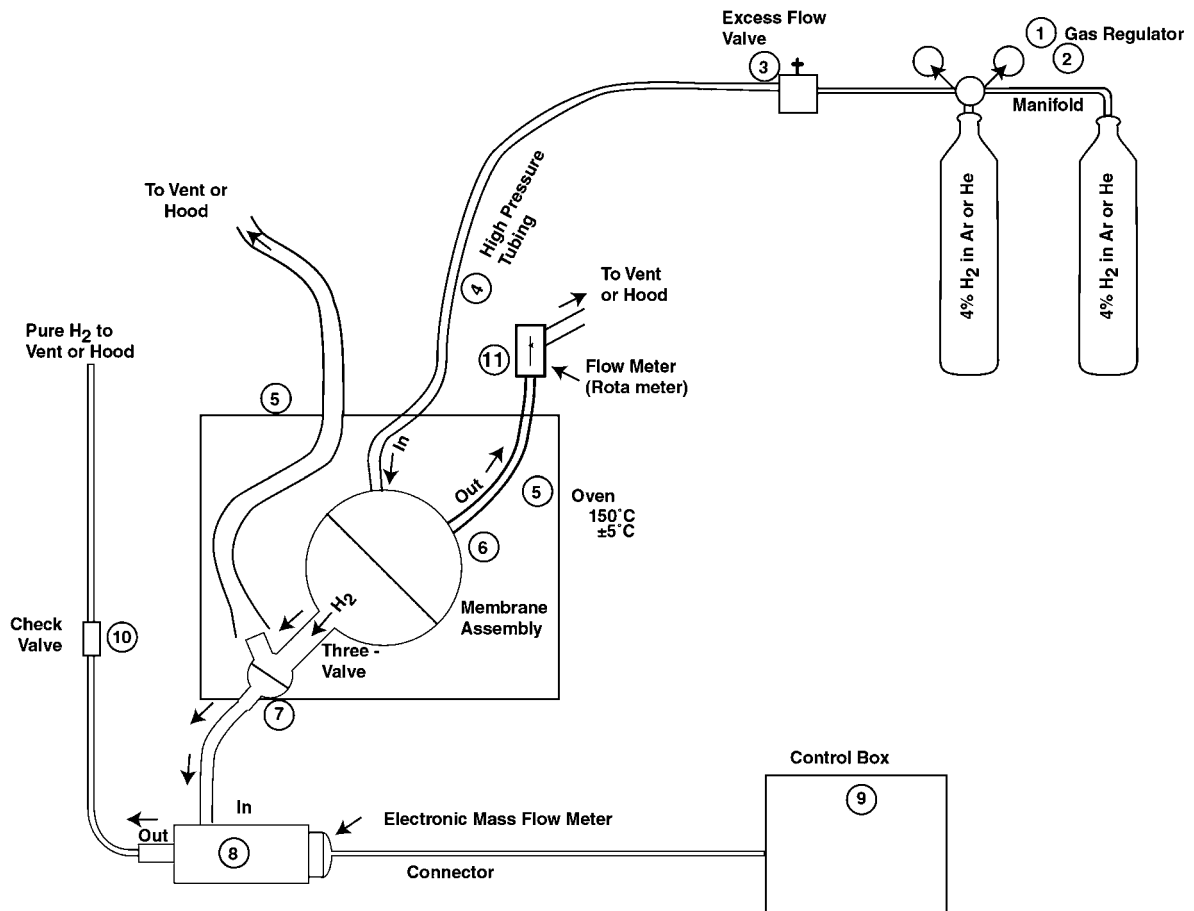 Excess Flow
Valve
3
1 Gas Regulator
2
Manifold
4% H2 in Ar or He
4% H2 in Ar or He
High Pressure
Tubing
4
To Vent or
Hood
To Vent
or Hood
Pure H2 to
Vent or Hood
11
Flow Meter
(Rota meter)
5
In
Out
5
Oven
150˚C
±5˚C
6
H2
Membrane
Assembly
Check
Valve
10
Three -
Valve
7
Control Box
9
In
Out
8
Electronic Mass Flow Meter
Connector